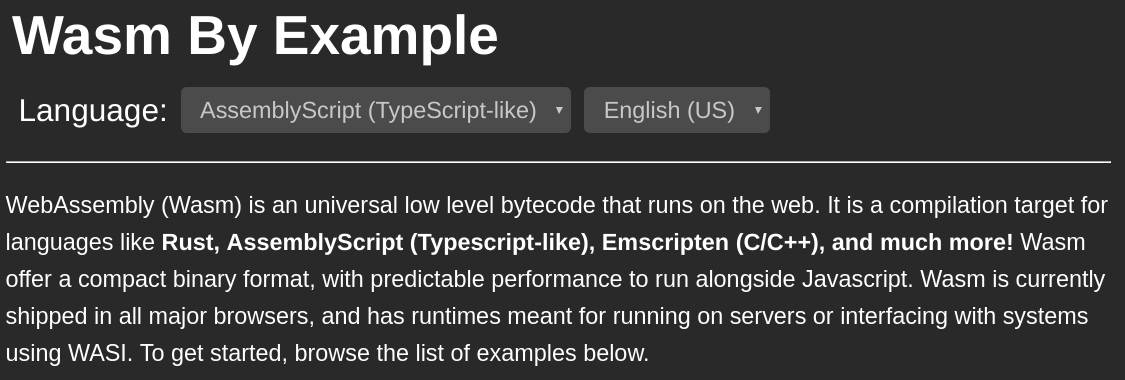 Wasm By Example
Language: AssemblyScript (TypeScript-like) English (US)
WebAssembly (Wasm) is an universal low level bytecode that runs on the web. It is a compilation target for
languages like Rust, AssemblyScript (Typescript-like), Emscripten (C/C++), and much more! Wasm
offer a compact binary format, with predictable performance to run alongside Javascript. Wasm is currently
shipped in all major browsers, and has runtimes meant for running on servers or interfacing with systems
using WASI. To get started, browse the list of examples below.